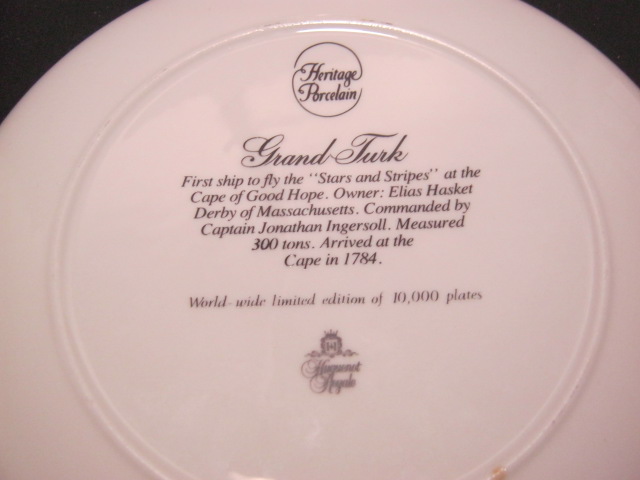 Heritage
Porcelain
Grand Turk
First ship to fly the "Stars and Stripes" at the
Cape of Good Hope. Owner: Elias Hasket
Derby of Massachusetts. Commanded by
Captain Jonathan Ingersoll. Measured
300 tons. Arrived at the
Cape in 1784.
World-wide limited edition of 10,000 plates
Huguenot
Royale